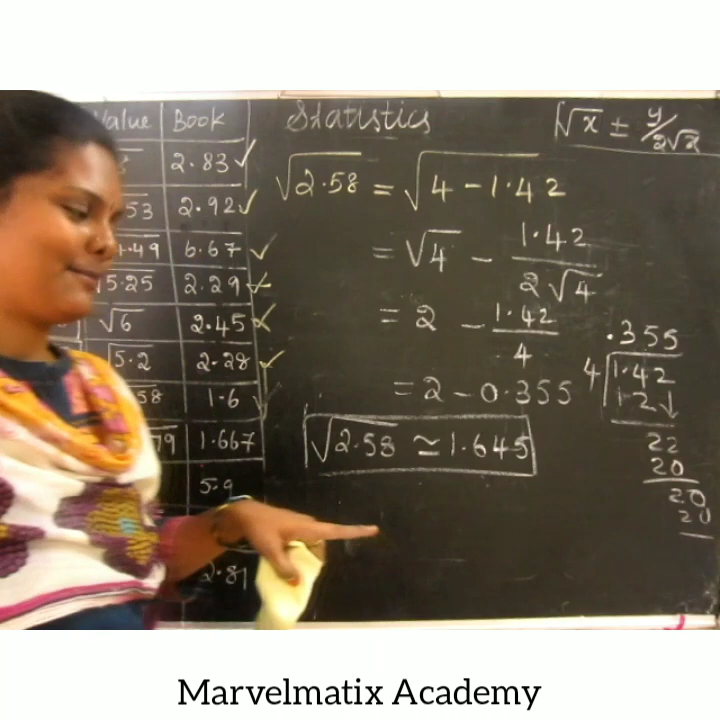 Value Book Statistics √x ± y/2√x
2.83 ✓ √2.58 = √4 - 1.42
.53 2.92 ✓
4.49 6.67 ✓ = √4 - 1.42/2√4
√5.25 2.29 ✓
√6 2.45 ✓ = 2 - 1.42/4
.355
√5.2 2.28 ✓ 4 1.42
.58 1.6 ✓ = 2 - 0.355 12↓
79 1.667 √2.58 ≃ 1.645 22
20
5.9 20
20
2.81
Marvelmatix Academy